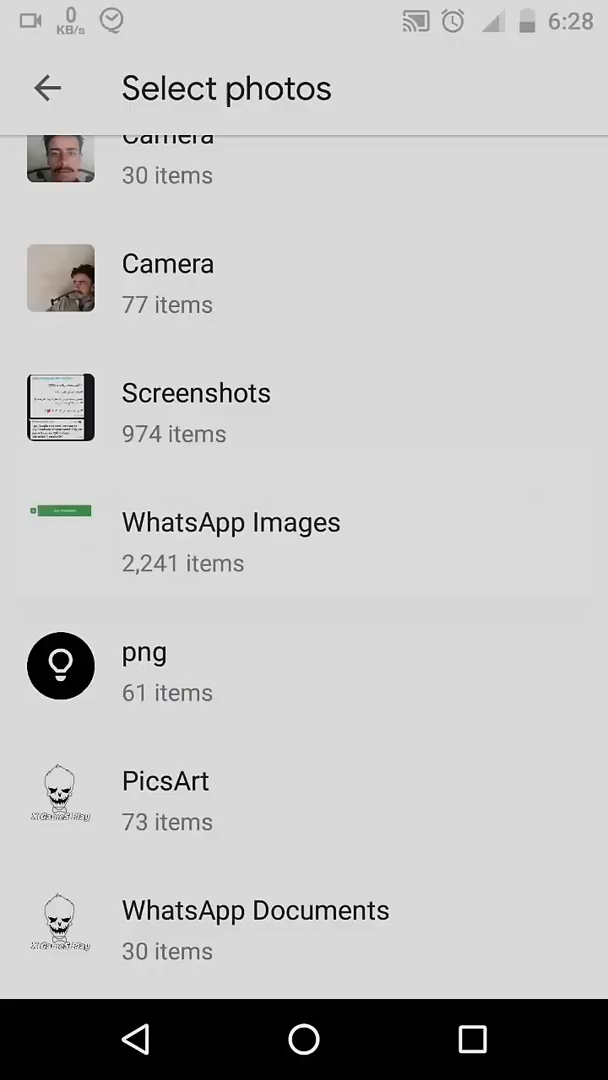 0
KB/s
6:28
Select photos
Camera
30 items
Camera
77 items
Screenshots
974 items
WhatsApp Images
2,241 items
png
61 items
PicsArt
73 items
WhatsApp Documents
30 items